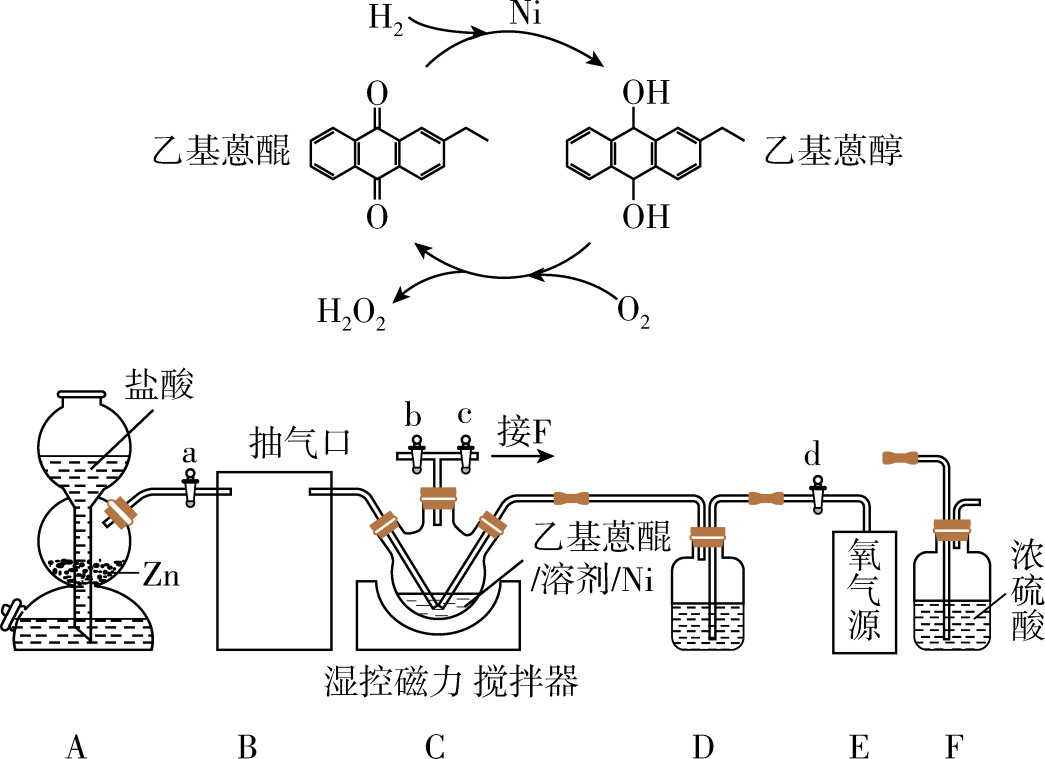 H₂
Ni
O
OH
乙基蒽醌
乙基蒽醇
O
OH
H₂O₂
O₂
盐酸
a
抽气口
b
c
接F
d
Zn
乙基蒽醌
/溶剂/Ni
氧气源
浓硫酸
湿控磁力 搅拌器
A
B
C
D
E
F